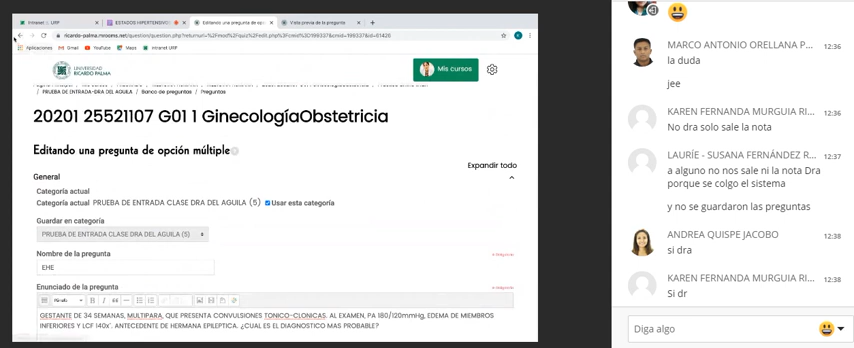 Intranet :: URP
ESTADOS HIPERTENSIVO
Editando una pregunta de opc
Vista previa de la pregunta
ricardo-palma.mrooms.net/question/question.php?
Aplicaciones
Gmail
YouTube
Maps
Intranet URP
UNIVERSIDAD
RICARDO PALMA
Mis cursos
/ PRUEBA DE ENTRADA-DRA DEL AGUILA / Banco de preguntas / Preguntas
20201 25521107 G01 1 GinecologíaObstetricia
Editando una pregunta de opción múltiple
Expandir todo
General
Categoría actual
Categoría actual PRUEBA DE ENTRADA CLASE DRA DEL AGUILA (5) Usar esta categoría
Guardar en categoría
PRUEBA DE ENTRADA CLASE DRA DEL AGUILA (5)
Nombre de la pregunta
EHE
Enunciado de la pregunta
GESTANTE DE 34 SEMANAS, MULTIPARA, QUE PRESENTA CONVULSIONES TONICO-CLONICAS. AL EXAMEN, PA 180/120mmHg, EDEMA DE MIEMBROS
INFERIORES Y LCF 140x'. ANTECEDENTE DE HERMANA EPILEPTICA. ¿CUAL ES EL DIAGNOSTICO MAS PROBABLE?
MARCO ANTONIO ORELLANA P... 12:36
la duda
jee
KAREN FERNANDA MURGUIA RI... 12:36
No dra solo sale la nota
LAURÍE - SUSANA FERNÁNDEZ R... 12:37
a alguno no nos sale ni la nota Dra
porque se colgo el sistema
y no se guardaron las preguntas
ANDREA QUISPE JACOBO 12:38
si dra
KAREN FERNANDA MURGUIA RI... 12:38
Si dr
Diga algo